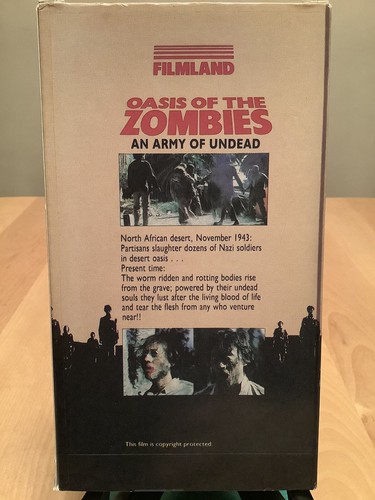 FILMLAND
OASIS OF THE
ZOMBIES
AN ARMY OF UNDEAD
North African desert, November 1943:
Partisans slaughter dozens of Nazi soldiers
in desert oasis . . .
Present time:
The worm ridden and rotting bodies rise
from the grave; powered by their undead
souls they lust after the living blood of life
and tear the flesh from any who venture
near!!
This film is copyright protected.